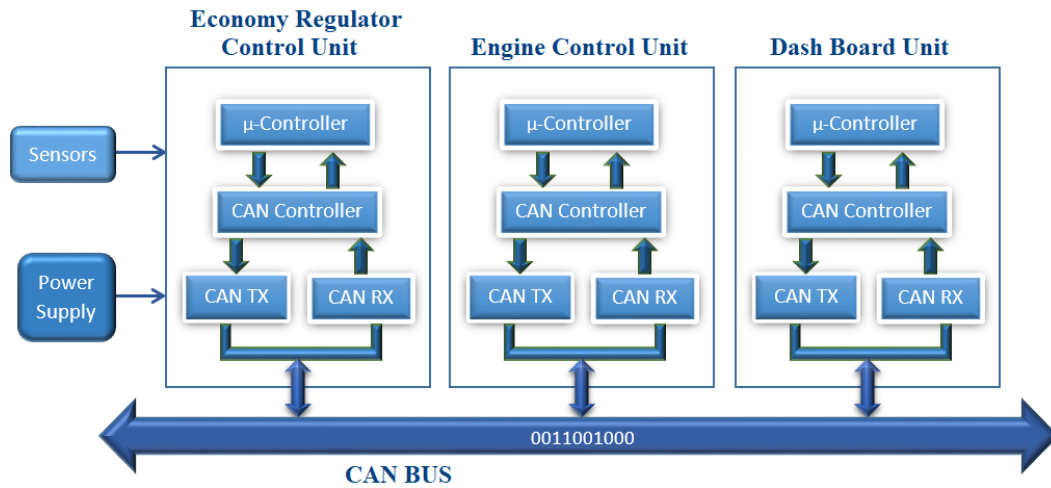 Economy Regulator
Control Unit
Engine Control Unit
Dash Board Unit
Sensors
Power
Supply
μ-Controller
CAN Controller
CAN TX
CAN RX
μ-Controller
CAN Controller
CAN TX
CAN RX
μ-Controller
CAN Controller
CAN TX
CAN RX
0011001000
CAN BUS